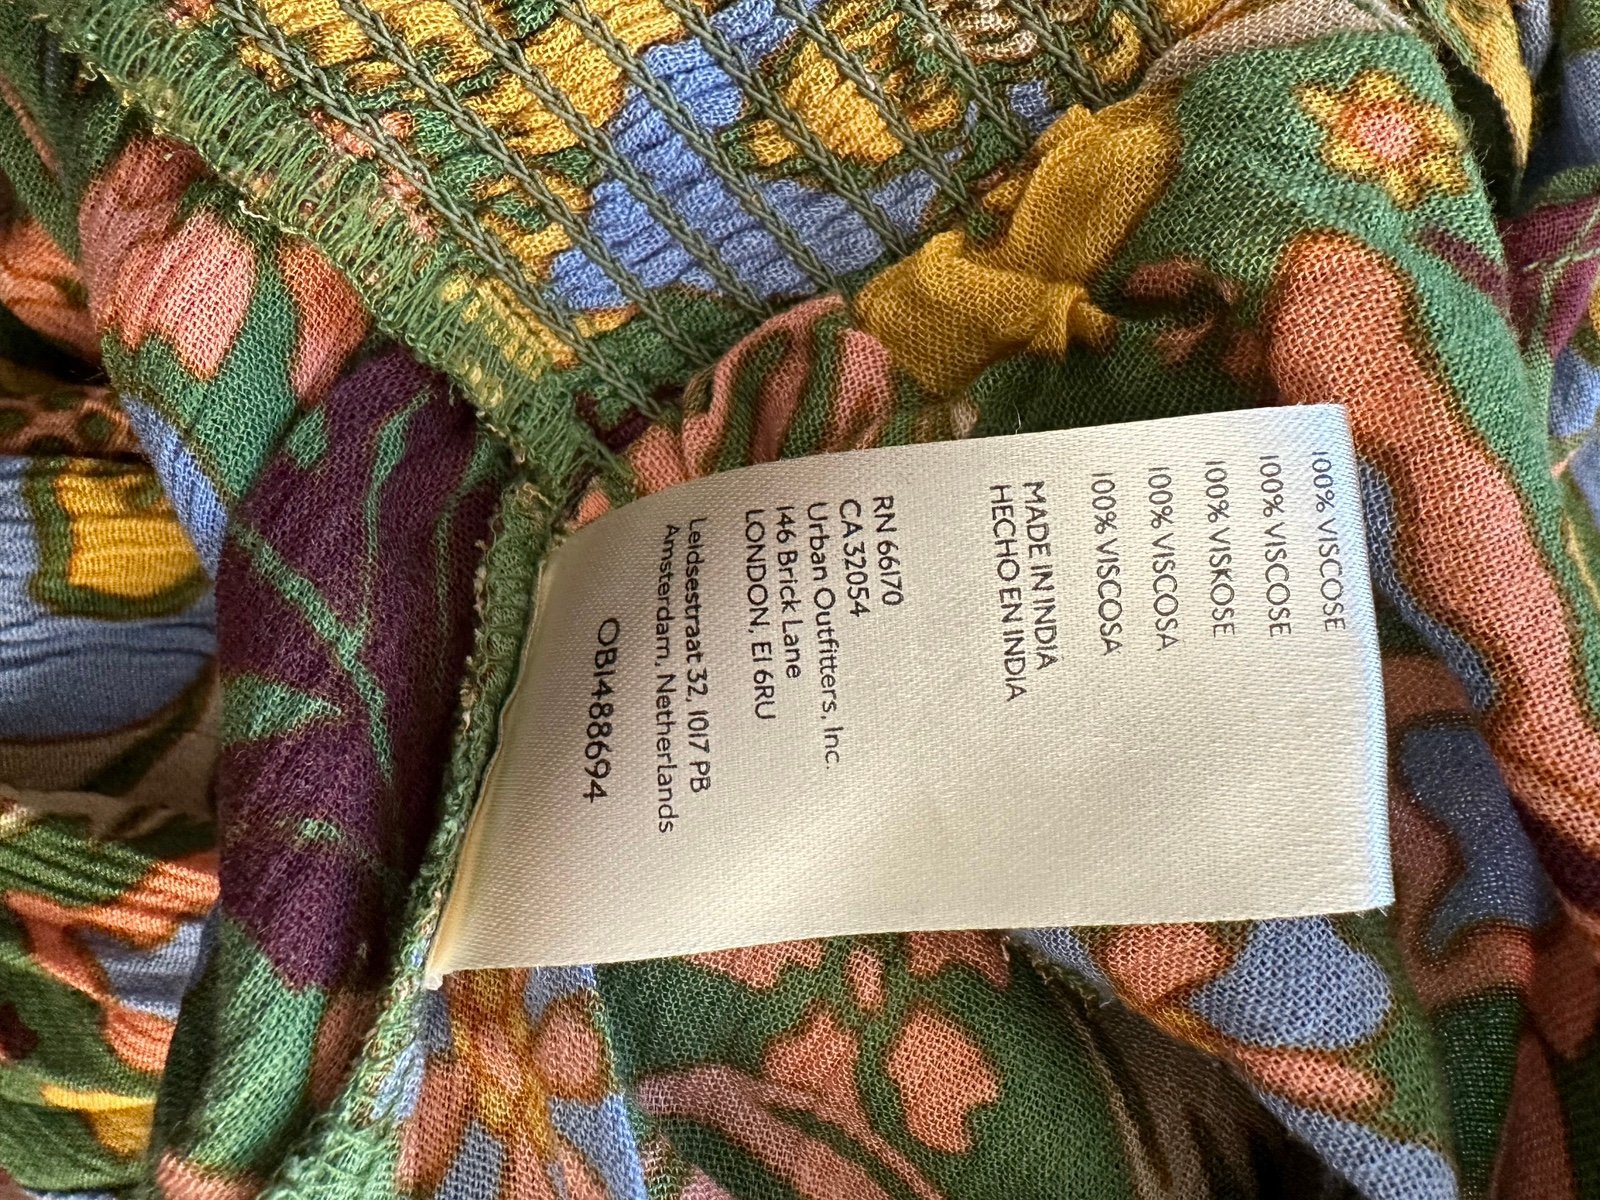 100% VISCOSE
100% VISCOSE
100% VISKOSE
100% VISCOSA
100% VISCOSA
MADE IN INDIA
HECHO EN INDIA
RN 66170
CA 32054
Urban Outfitters, Inc.
146 Brick Lane
LONDON, E1 6RU
Leidsestraat 32, 1017 PB
Amsterdam, Netherlands
OB1488694